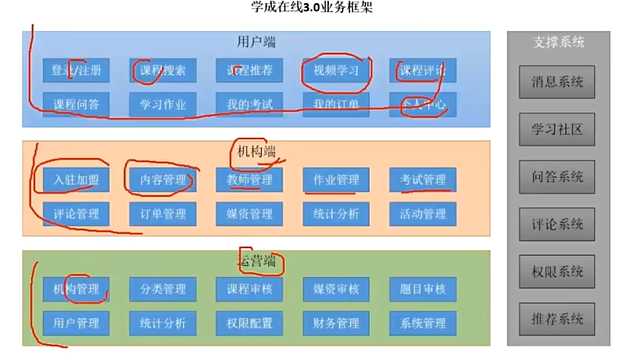 学成在线3.0业务框架
用户端
登录/注册 课程搜索 课程推荐 视频学习 课程评论
课程问答 学习作业 我的考试 我的订单 个人中心
机构端
入驻加盟 内容管理 教师管理 作业管理 考试管理
评论管理 订单管理 媒资管理 统计分析 活动管理
运营端
机构管理 分类管理 课程审核 媒资审核 题目审核
用户管理 统计分析 权限配置 财务管理 系统管理
支撑系统
消息系统
学习社区
问答系统
评论系统
权限系统
推荐系统